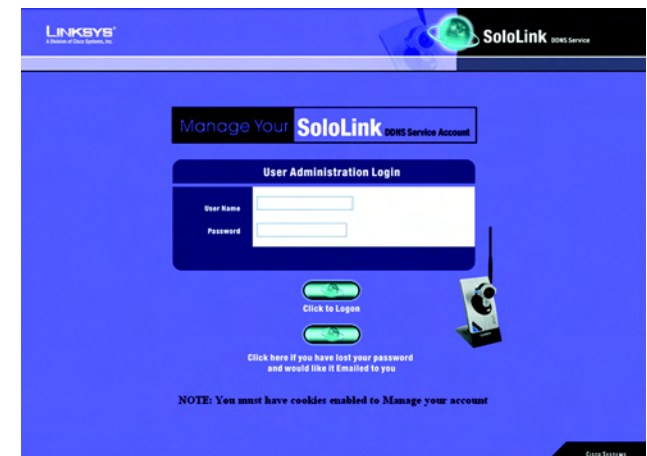 LINKSYS®
A Division of Cisco Systems, Inc.
SoloLink DDNS Service
Manage Your SoloLink DDNS Service Account
User Administration Login
User Name
Password
Click to Logon
Click here if you have lost your password
and would like it Emailed to you
NOTE: You must have cookies enabled to Manage your account
Cisco Systems